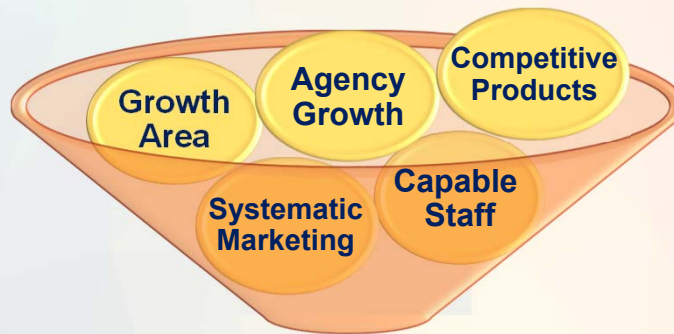 Growth
Area
Agency
Growth
Competitive
Products
Systematic
Marketing
Capable
Staff